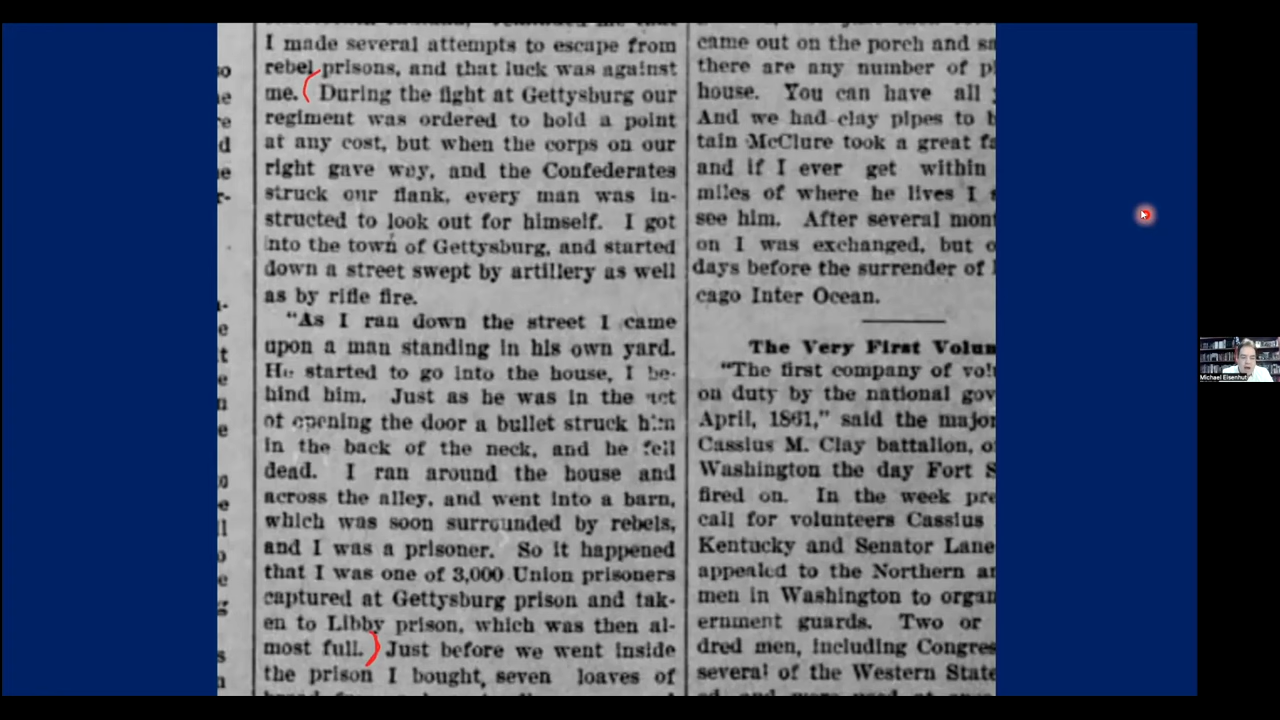 I made several attempts to escape from
rebel prisons, and that luck was against
me. ( During the fight at Gettysburg our
regiment was ordered to hold a point
at any cost, but when the corps on our
right gave way, and the Confederates
struck our flank, every man was in-
structed to look out for himself. I got
into the town of Gettysburg, and started
down a street swept by artillery as well
as by rifle fire.
"As I ran down the street I came
upon a man standing in his own yard.
He started to go into the house, I be-
hind him. Just as he was in the act
of opening the door a bullet struck him
in the back of the neck, and he fell
dead. I ran around the house and
across the alley, and went into a barn,
which was soon surrounded by rebels,
and I was a prisoner. So it happened
that I was one of 3,000 Union prisoners
captured at Gettysburg prison and tak-
en to Libby prison, which was then al-
most full. ) Just before we went inside
the prison I bought seven loaves of
came out on the porch and
there are any number of
house. You can have all
And we had clay pipes to
tain McClure took a great
and if I ever get within
miles of where he lives I
see him. After several
on I was exchanged, but
days before the surrender of
cago Inter Ocean.
The Very First
"The first company of
on duty by the national
April, 1861," said the
Cassius M. Clay battalion,
Washington the day Fort
fired on. In the week
call for volunteers Cassius
Kentucky and Senator Lane
appealed to the Northern
men in Washington to
ernment guards. Two or
dred men, including
several of the Western
Michael Eisenhut